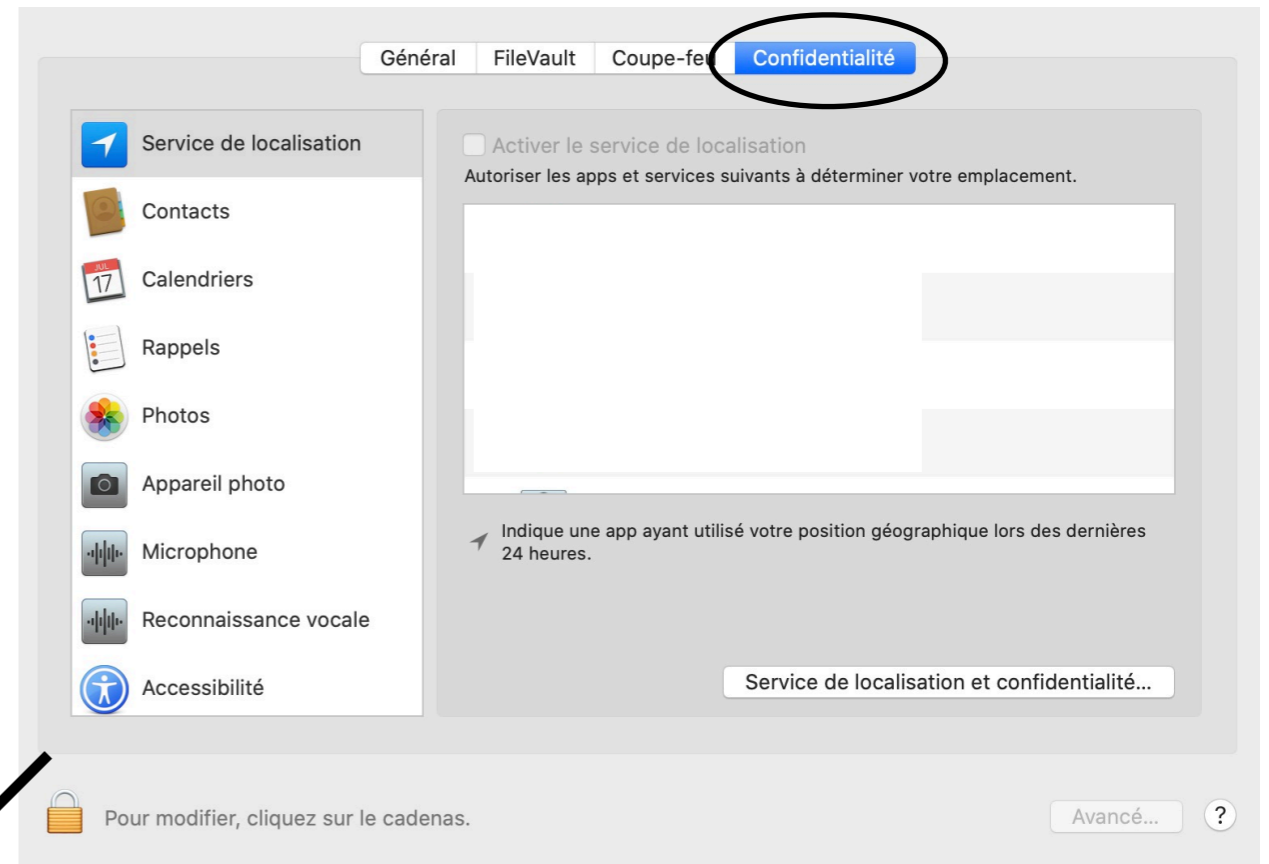 Général FileVault Coupe-feu Confidentialité
Service de localisation
Contacts
JUL
17
Calendriers
Rappels
Photos
Appareil photo
Microphone
Reconnaissance vocale
Accessibilité
Activer le service de localisation
Autoriser les apps et services suivants à déterminer votre emplacement.
Indique une app ayant utilisé votre position géographique lors des dernières
24 heures.
Service de localisation et confidentialité...
Pour modifier, cliquez sur le cadenas.
Avancé... ?